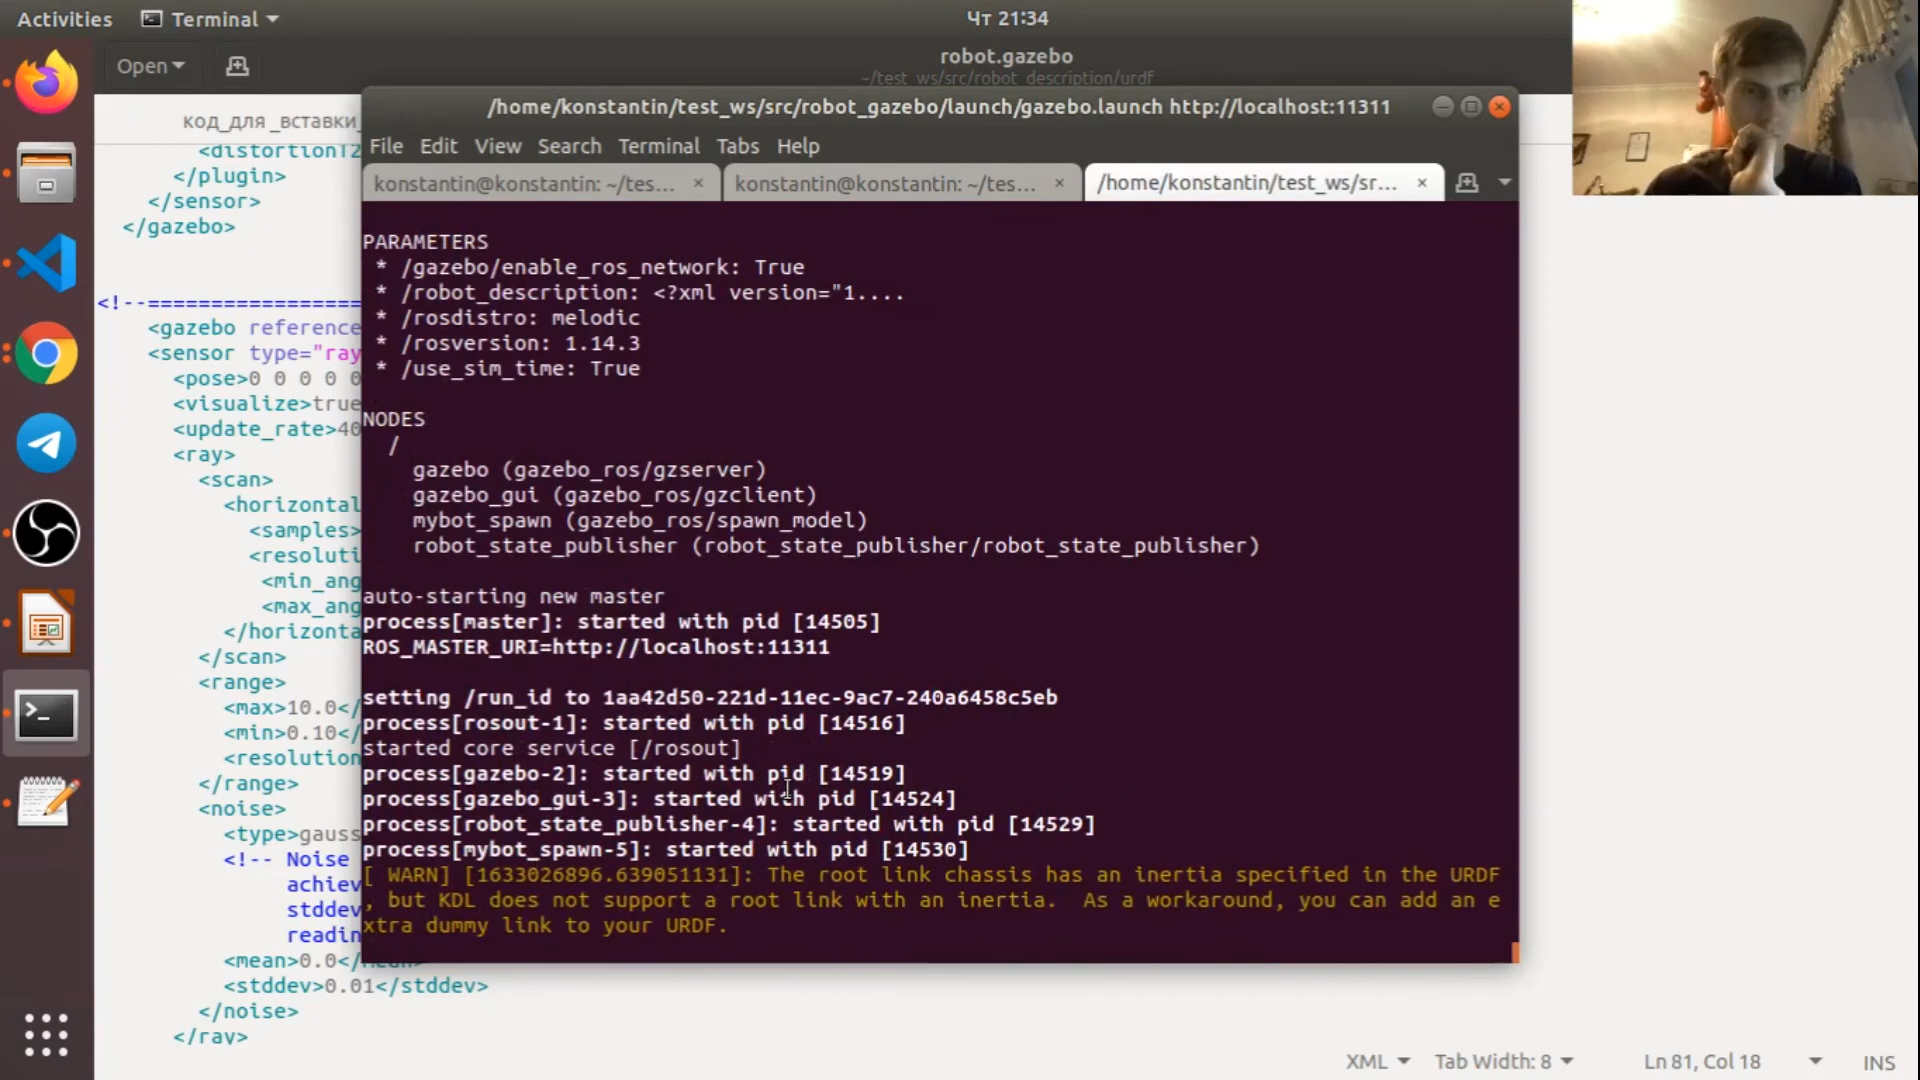 Activities
Terminal
Чт 21:34
Open
robot.gazebo
~/test_ws/src/robot_description/urdf
код_для _вставки_
<distortionT2
</plugin>
</sensor>
</gazebo>
<!--====================
<gazebo reference
<sensor type="ray
<pose>0 0 0 0 0
<visualize>true
<update_rate>40
<ray>
<scan>
<horizontal
<samples>
<resoluti
<min_ang
<max_ang
</horizonta
</scan>
<range>
<max>10.0</
<min>0.10</
<resolution
</range>
<noise>
<type>gauss
<!-- Noise
achiev
stddev
readin
<mean>0.0</mean>
<stddev>0.01</stddev>
</noise>
</ray>
/home/konstantin/test_ws/src/robot_gazebo/launch/gazebo.launch http://localhost:11311
File Edit View Search Terminal Tabs Help
konstantin@konstantin: ~/tes...
konstantin@konstantin: ~/tes...
/home/konstantin/test_ws/sr...
PARAMETERS
* /gazebo/enable_ros_network: True
* /robot_description: <?xml version="1....
* /rosdistro: melodic
* /rosversion: 1.14.3
* /use_sim_time: True
NODES
/
gazebo (gazebo_ros/gzserver)
gazebo_gui (gazebo_ros/gzclient)
mybot_spawn (gazebo_ros/spawn_model)
robot_state_publisher (robot_state_publisher/robot_state_publisher)
auto-starting new master
process[master]: started with pid [14505]
ROS_MASTER_URI=http://localhost:11311
setting /run_id to 1aa42d50-221d-11ec-9ac7-240a6458c5eb
process[rosout-1]: started with pid [14516]
started core service [/rosout]
process[gazebo-2]: started with pid [14519]
process[gazebo_gui-3]: started with pid [14524]
process[robot_state_publisher-4]: started with pid [14529]
process[mybot_spawn-5]: started with pid [14530]
[ WARN] [1633026896.639051131]: The root link chassis has an inertia specified in the URDF
, but KDL does not support a root link with an inertia.  As a workaround, you can add an e
xtra dummy link to your URDF.
XML
Tab Width: 8
Ln 81, Col 18
INS